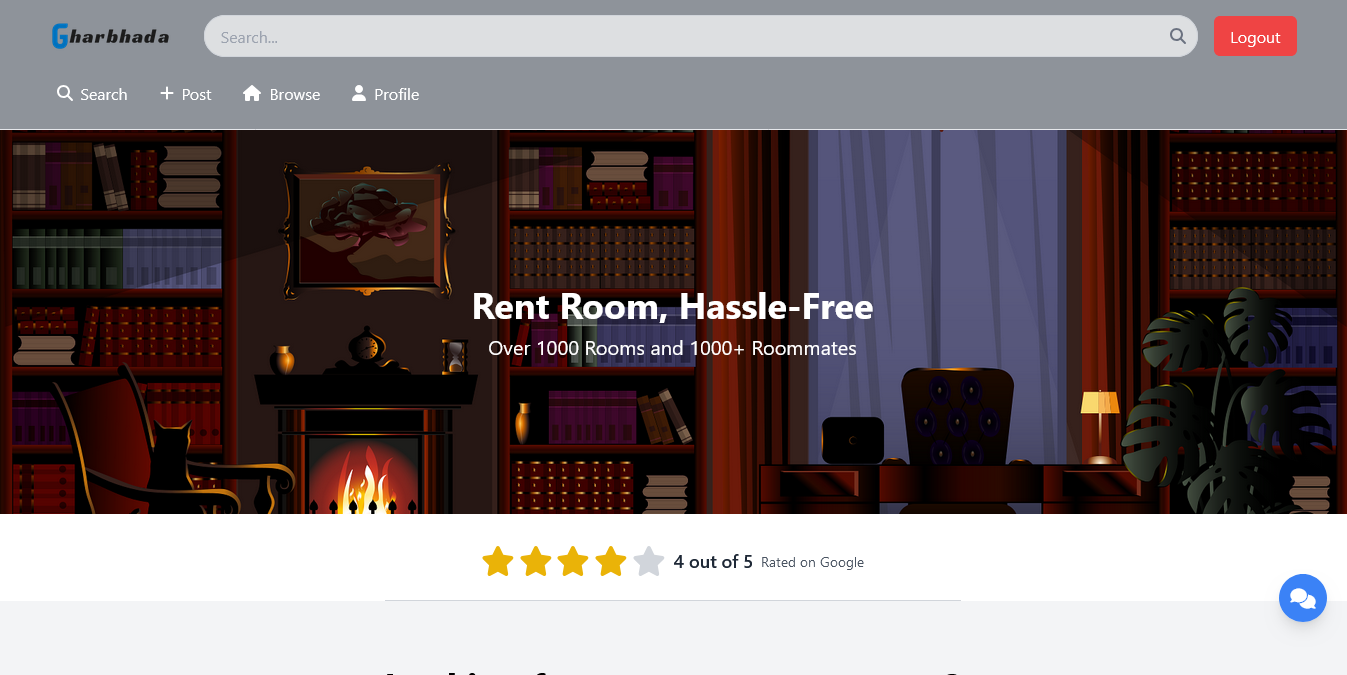 Gharbhada
Search...
Logout
Search
Post
Browse
Profile
Rent Room, Hassle-Free
Over 1000 Rooms and 1000+ Roommates
4 out of 5 Rated on Google